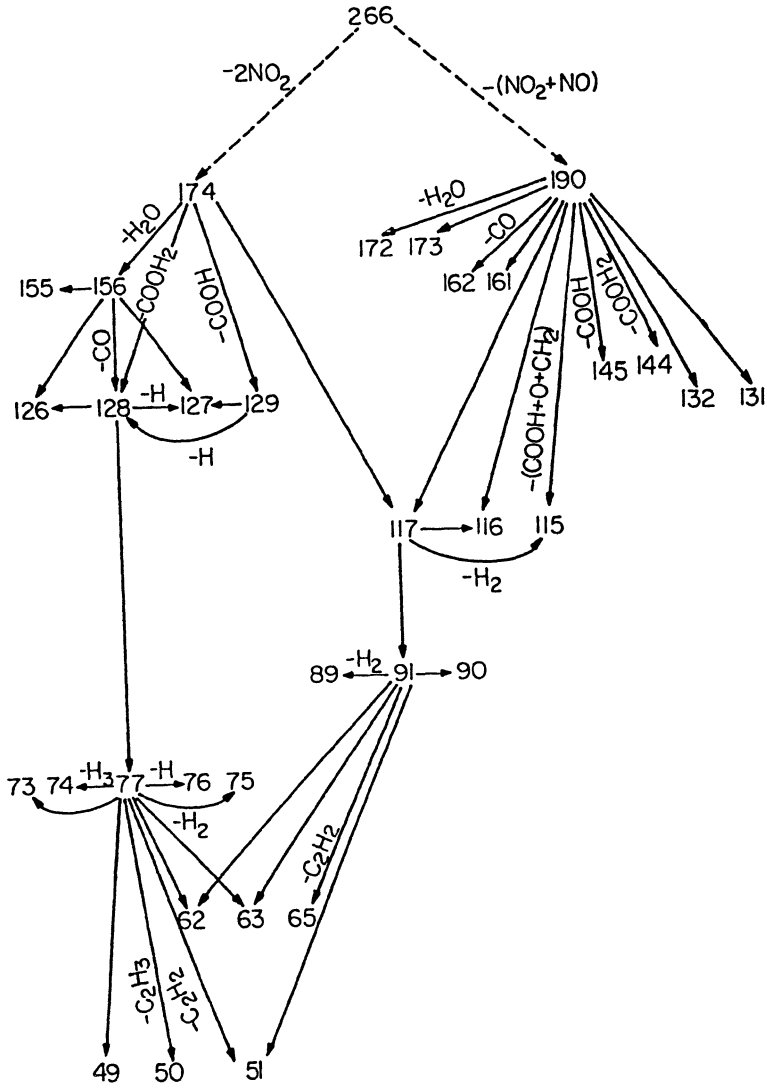 266
-2NO2
-(NO2+NO)
174
190
-H2O
-COOH2
-COOH
-H2O
172
173
-CO
162
161
-COOH
-COOH2
155
156
-CO
145
144
132
131
126
128
-H
127
129
-H
-(COOH+O+CH2)
117
116
115
-H2
89
-H2
91
90
73
74
-H3
77
-H
76
75
-H2
-C2H2
62
63
65
-C2H3
-C2H2
49
50
51